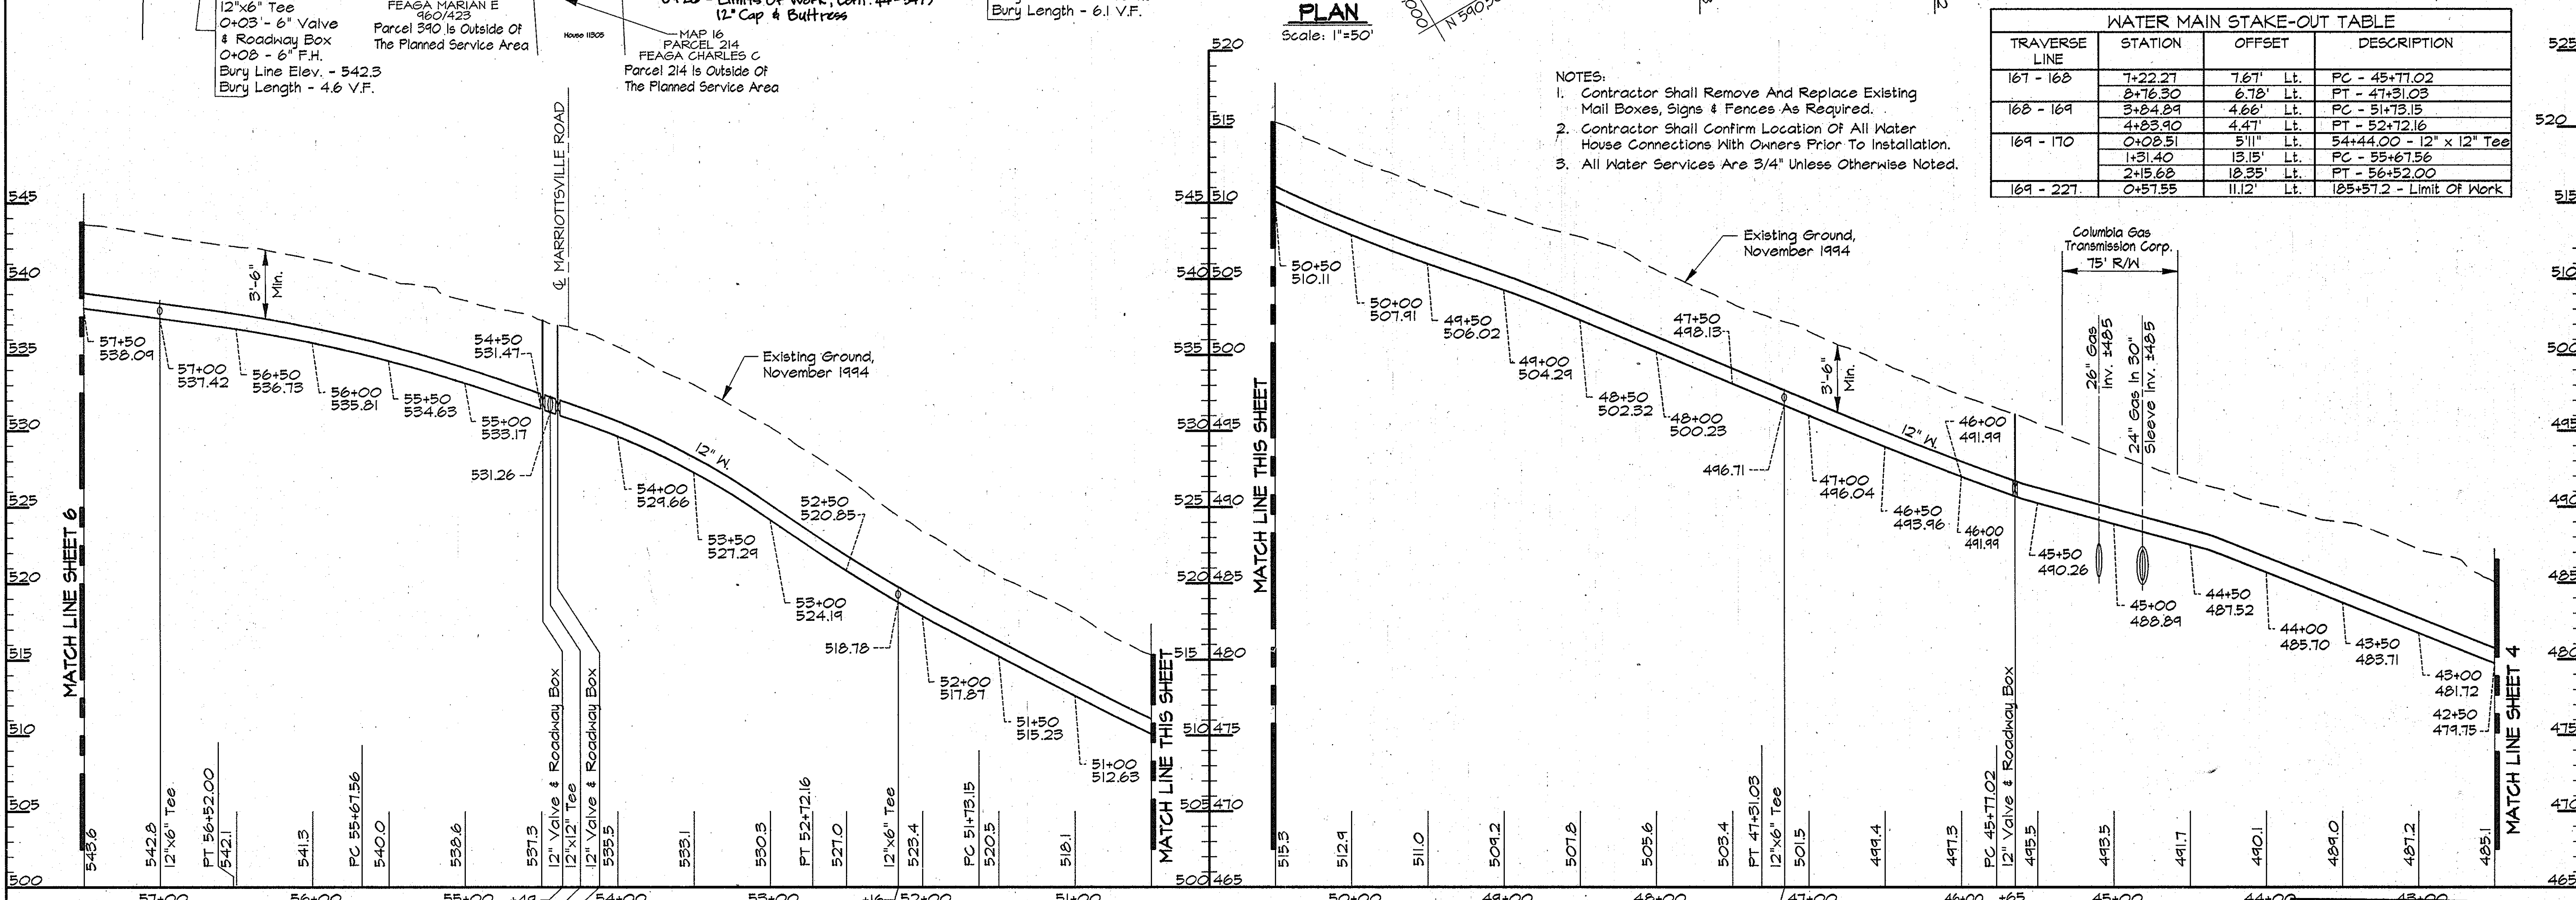 12"x6" Tee
0+03'-6" Valve
& Roadway Box
0+08 - 6" F.H.
Bury Line Elev. - 542.3
Bury Length - 4.6 V.F.
FEAGA MARIAN E
960/423
Parcel 390 Is Outside Of
The Planned Service Area
House 11305
12" Cap & Buttress
MAP 16
PARCEL 214
FEAGA CHARLES C
Parcel 214 Is Outside Of
The Planned Service Area
Bury Length - 6.1 V.F.
PLAN
Scale: 1"=50'
NOTES:
1. Contractor Shall Remove And Replace Existing
Mail Boxes, Signs & Fences As Required.
2. Contractor Shall Confirm Location Of All Water
House Connections With Owners Prior To Installation.
3. All Water Services Are 3/4" Unless Otherwise Noted.
WATER MAIN STAKE-OUT TABLE
TRAVERSE LINE STATION OFFSET DESCRIPTION
167 - 168 7+22.27 7.67' Lt. PC - 45+77.02
8+76.30 6.78' Lt. PT - 47+31.03
168 - 169 3+84.89 4.66' Lt. PC - 51+73.15
4+83.90 4.47' Lt. PT - 52+72.16
169 - 170 0+08.51 5'11" Lt. 54+44.00 - 12" x 12" Tee
1+31.40 13.15' Lt. PC - 55+67.56
2+15.68 18.35' Lt. PT - 56+52.00
169 - 227 0+57.55 11.12' Lt. 185+57.2 - Limit Of Work
545
540
535
530
525
520
515
510
505
500
MATCH LINE SHEET 6
3'-6"
Min.
℄ MARRIOTTSVILLE ROAD
Existing Ground,
November 1994
12" W.
57+50
538.09
57+00
537.42
56+50
536.73
56+00
535.81
55+50
534.63
55+00
533.17
54+50
531.47
531.26
54+00
529.66
53+50
527.29
53+00
524.19
52+50
520.85
518.78
52+00
517.87
51+50
515.23
51+00
512.63
543.6
542.8
12"x6" Tee
PT 56+52.00
542.1
541.3
PC 55+67.56
540.0
538.6
537.3
12" Valve & Roadway Box
12"x12" Tee
12" Valve & Roadway Box
535.5
533.1
530.3
PT 52+72.16
527.0
12"x6" Tee
523.4
PC 51+73.15
520.5
518.1
MATCH LINE THIS SHEET
520
515
510
540 505
535 500
530 495
525 490
520 485
515 480
510 475
505 470
500 465
MATCH LINE THIS SHEET
50+50
510.11
50+00
507.91
49+50
506.02
49+00
504.29
48+50
502.32
48+00
500.23
47+50
498.13
496.71
47+00
496.04
46+50
493.96
46+00
491.99
46+00
491.99
45+50
490.26
45+00
488.89
44+50
487.52
44+00
485.70
43+50
483.71
43+00
481.72
42+50
479.75
Existing Ground,
November 1994
3'-6"
Min.
12" W.
Columbia Gas
Transmission Corp.
75' R/W
26" Gas
Inv. ±485
24" Gas In 30"
Sleeve Inv. ±485
515.3
512.9
511.0
509.2
507.8
505.6
503.4
PT 47+31.03
12"x6" Tee
501.5
499.4
497.3
PC 45+77.02
12" Valve & Roadway Box
495.5
493.5
491.7
490.1
489.0
487.2
485.1
MATCH LINE SHEET 4
525
520
515